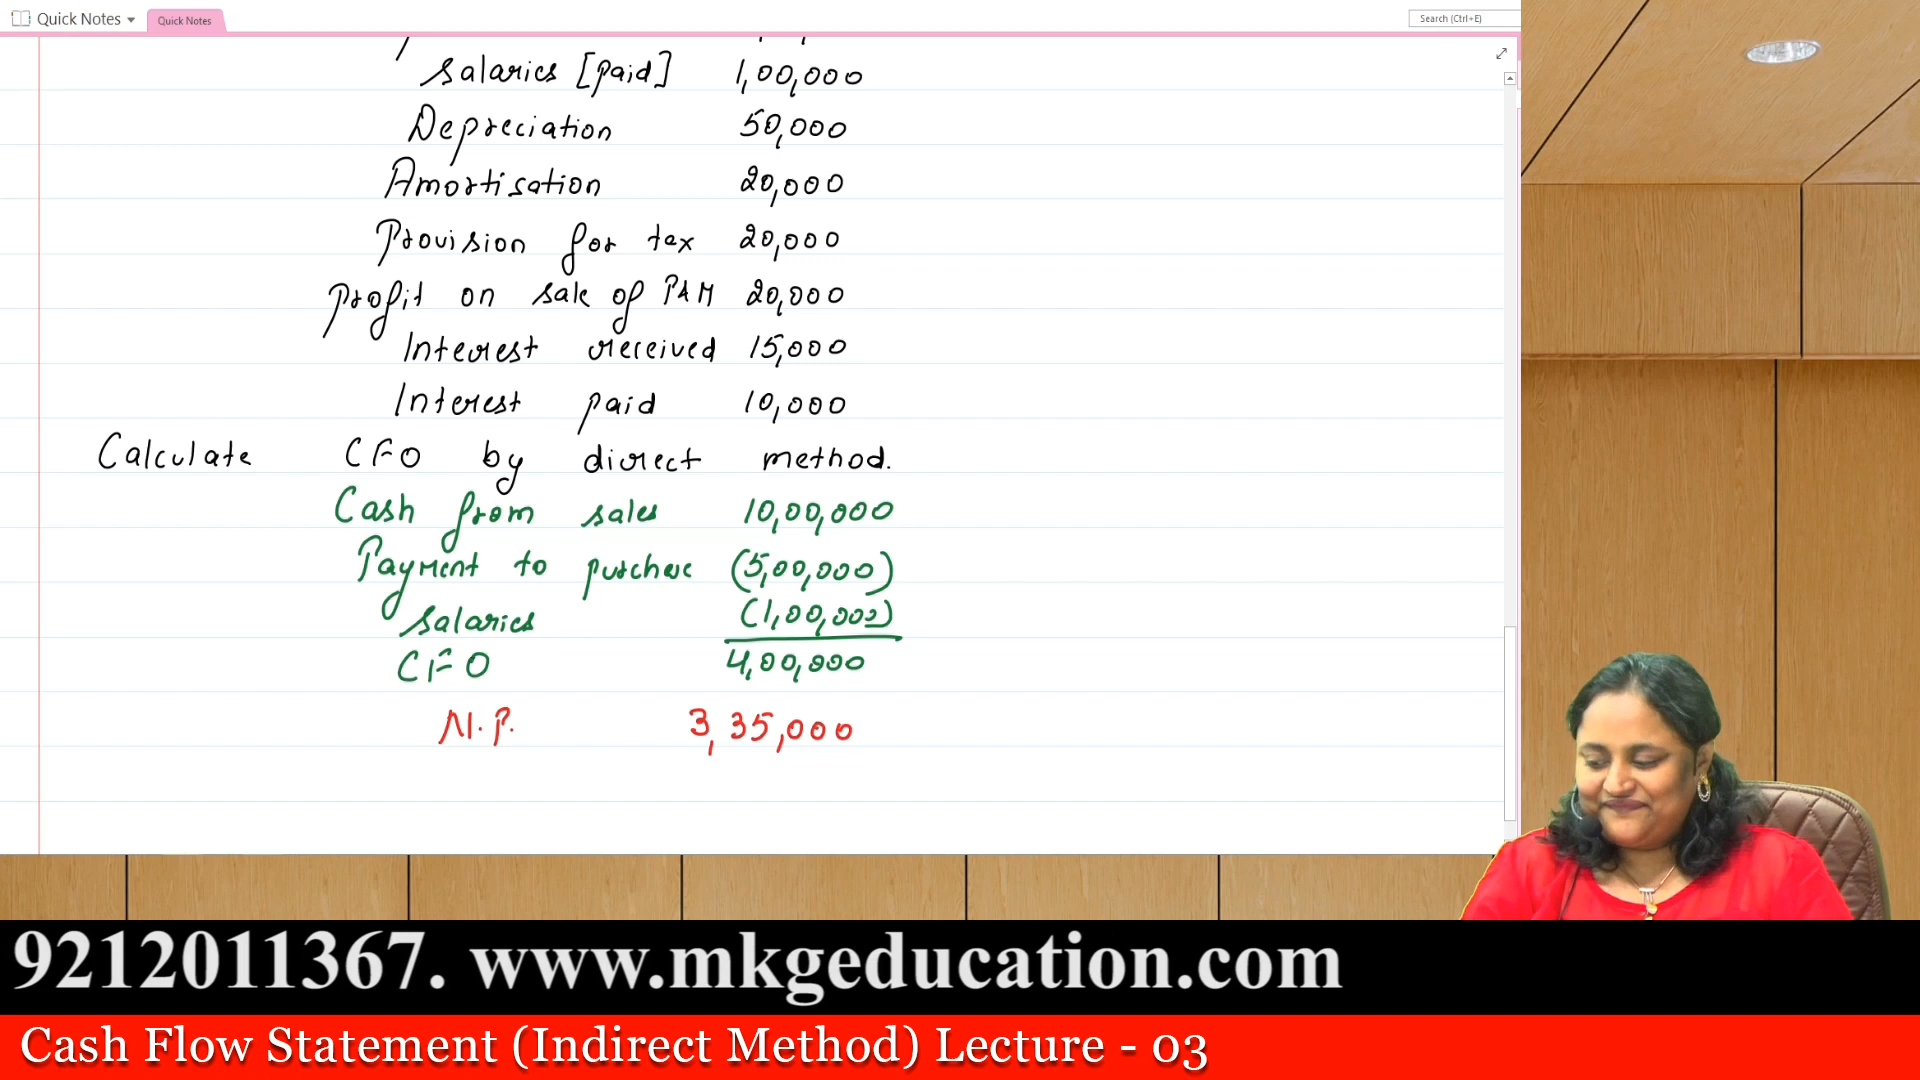 Quick Notes
Quick Notes
Search (Ctrl+E)
Salaries [paid] 1,00,000
Depreciation 50,000
Amortisation 20,000
Provision for tax 20,000
Profit on sale of P&M 20,000
Interest received 15,000
Interest paid 10,000
Calculate CFO by direct method.
Cash from sales 10,00,000
Payment to purchase (5,00,000)
Salaries (1,00,000)
CFO 4,00,000
N.P. 3,35,000
9212011367. www.mkgeducation.com
Cash Flow Statement (Indirect Method) Lecture - 03